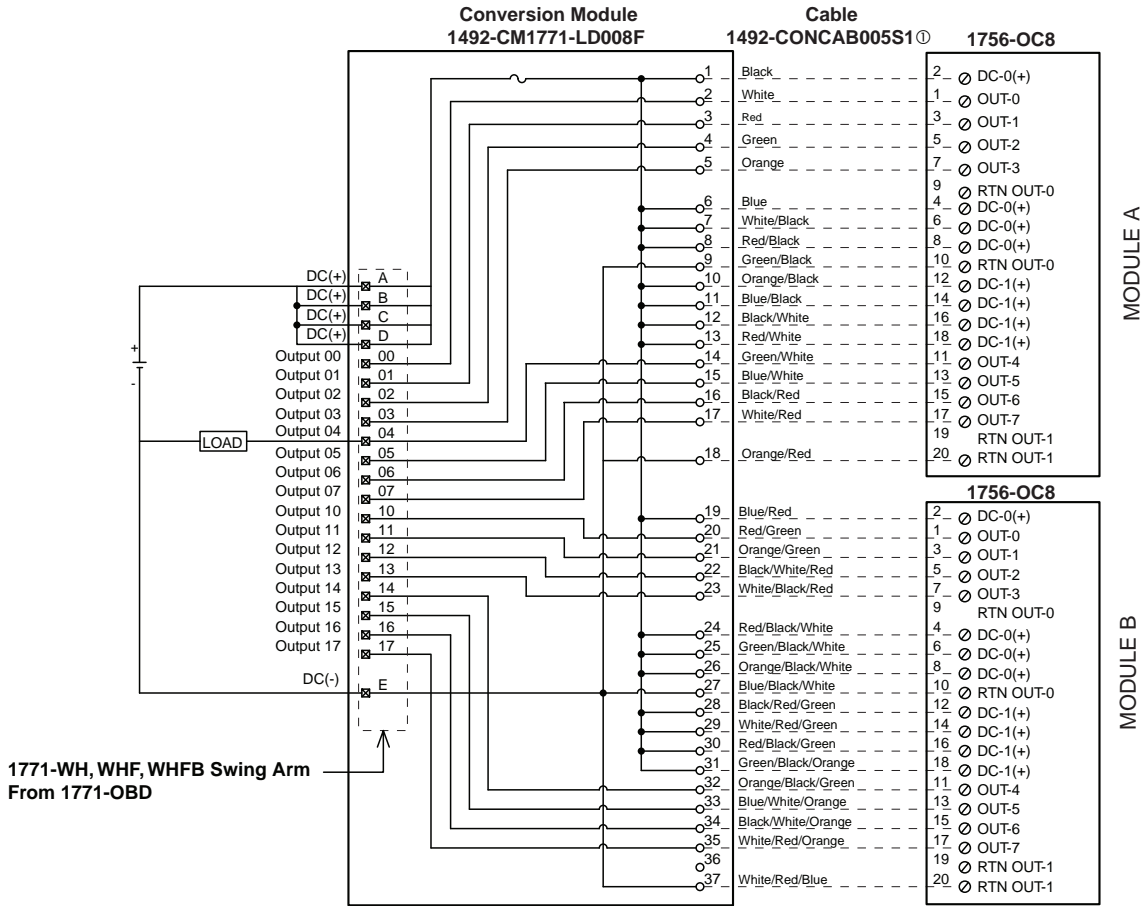 Conversion Module
1492-CM1771-LD008F
Cable
1492-CONCAB005S1①
1756-OC8
1 Black 2 DC-0(+)
2 White 1 OUT-0
3 Red 3 OUT-1
4 Green 5 OUT-2
5 Orange 7 OUT-3
9 RTN OUT-0
6 Blue 4 DC-0(+)
7 White/Black 6 DC-0(+)
8 Red/Black 8 DC-0(+)
9 Green/Black 10 RTN OUT-0
10 Orange/Black 12 DC-1(+)
11 Blue/Black 14 DC-1(+)
12 Black/White 16 DC-1(+)
13 Red/White 18 DC-1(+)
14 Green/White 11 OUT-4
15 Blue/White 13 OUT-5
16 Black/Red 15 OUT-6
17 White/Red 17 OUT-7
19 RTN OUT-1
18 Orange/Red 20 RTN OUT-1
MODULE A
DC(+) A
DC(+) B
DC(+) C
DC(+) D
+
-
LOAD
Output 00 00
Output 01 01
Output 02 02
Output 03 03
Output 04 04
Output 05 05
Output 06 06
Output 07 07
Output 10 10
Output 11 11
Output 12 12
Output 13 13
Output 14 14
Output 15 15
Output 16 16
Output 17 17
DC(-) E
1771-WH, WHF, WHFB Swing Arm
From 1771-OBD
1756-OC8
19 Blue/Red 2 DC-0(+)
20 Red/Green 1 OUT-0
21 Orange/Green 3 OUT-1
22 Black/White/Red 5 OUT-2
23 White/Black/Red 7 OUT-3
9 RTN OUT-0
24 Red/Black/White 4 DC-0(+)
25 Green/Black/White 6 DC-0(+)
26 Orange/Black/White 8 DC-0(+)
27 Blue/Black/White 10 RTN OUT-0
28 Black/Red/Green 12 DC-1(+)
29 White/Red/Green 14 DC-1(+)
30 Red/Black/Green 16 DC-1(+)
31 Green/Black/Orange 18 DC-1(+)
32 Orange/Black/Green 11 OUT-4
33 Blue/White/Orange 13 OUT-5
34 Black/White/Orange 15 OUT-6
35 White/Red/Orange 17 OUT-7
36 19 RTN OUT-1
37 White/Red/Blue 20 RTN OUT-1
MODULE B